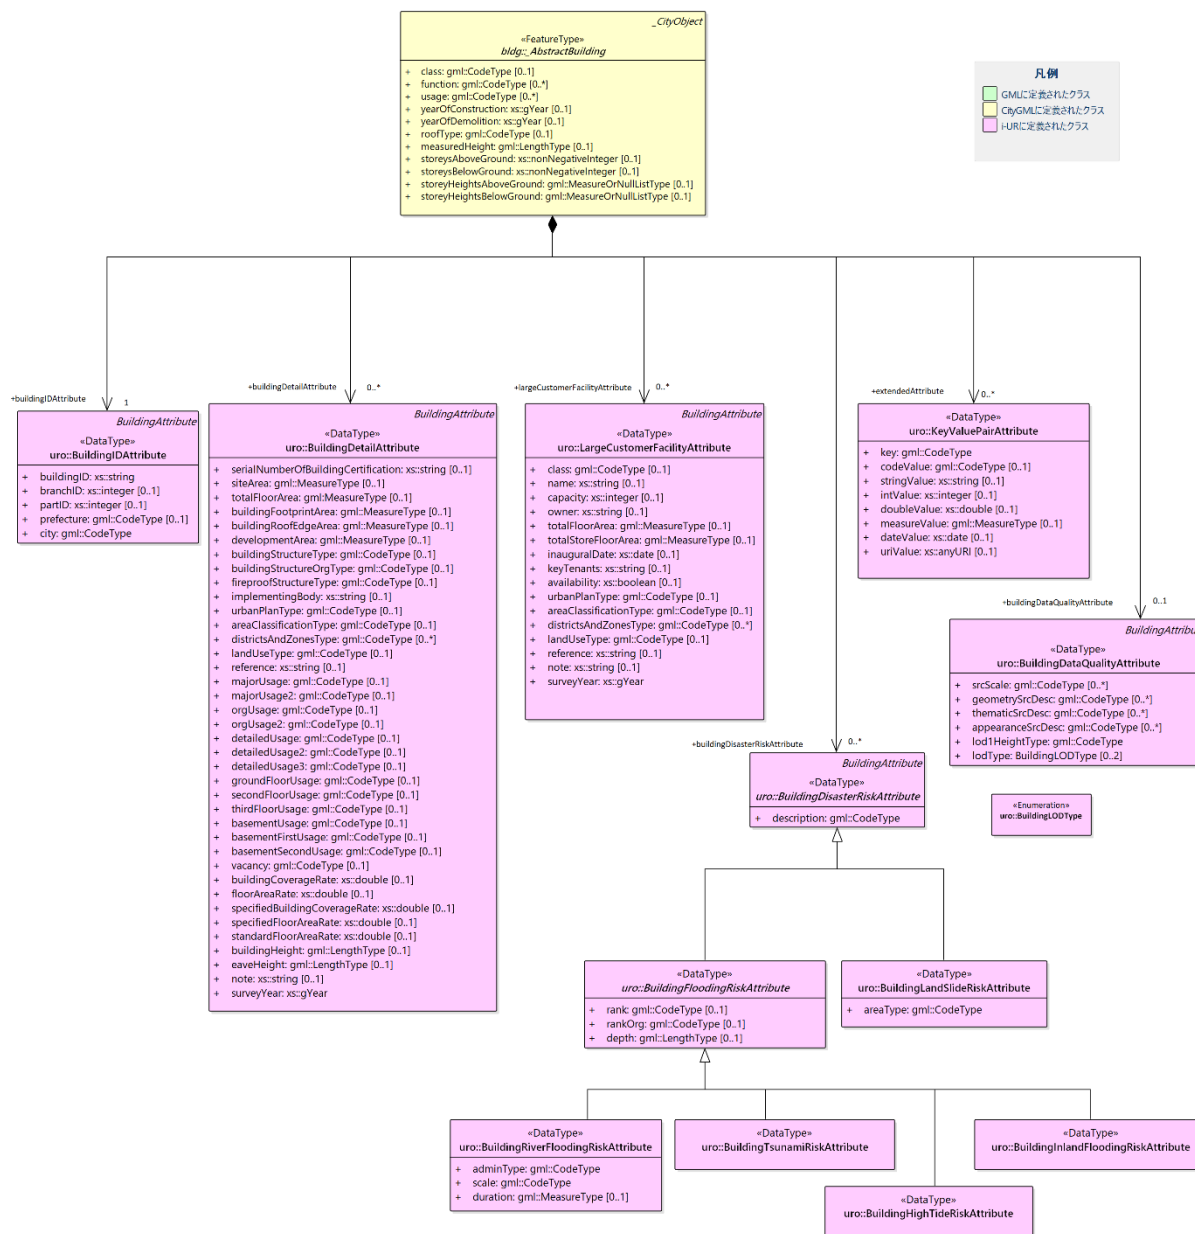 _CityObject
«FeatureType»
bldg::_AbstractBuilding
+ class: gml::CodeType [0..1]
+ function: gml::CodeType [0..*]
+ usage: gml::CodeType [0..*]
+ yearOfConstruction: xs::gYear [0..1]
+ yearOfDemolition: xs::gYear [0..1]
+ roofType: gml::CodeType [0..1]
+ measuredHeight: gml::LengthType [0..1]
+ storeysAboveGround: xs::nonNegativeInteger [0..1]
+ storeysBelowGround: xs::nonNegativeInteger [0..1]
+ storeyHeightsAboveGround: gml::MeasureOrNullListType [0..1]
+ storeyHeightsBelowGround: gml::MeasureOrNullListType [0..1]
凡例
GMLに定義されたクラス
CityGMLに定義されたクラス
i-URに定義されたクラス
+buildingIDAttribute
1
BuildingAttribute
«DataType»
uro::BuildingIDAttribute
+ buildingID: xs::string
+ branchID: xs::integer [0..1]
+ partID: xs::integer [0..1]
+ prefecture: gml::CodeType [0..1]
+ city: gml::CodeType
+buildingDetailAttribute
0..*
BuildingAttribute
«DataType»
uro::BuildingDetailAttribute
+ serialNumberOfBuildingCertification: xs::string [0..1]
+ siteArea: gml::MeasureType [0..1]
+ totalFloorArea: gml::MeasureType [0..1]
+ buildingFootprintArea: gml::MeasureType [0..1]
+ buildingRoofEdgeArea: gml::MeasureType [0..1]
+ developmentArea: gml::MeasureType [0..1]
+ buildingStructureType: gml::CodeType [0..1]
+ buildingStructureOrgType: gml::CodeType [0..1]
+ fireproofStructureType: gml::CodeType [0..1]
+ implementingBody: xs::string [0..1]
+ urbanPlanType: gml::CodeType [0..1]
+ areaClassificationType: gml::CodeType [0..1]
+ districtsAndZonesType: gml::CodeType [0..*]
+ landUseType: gml::CodeType [0..1]
+ reference: xs::string [0..1]
+ majorUsage: gml::CodeType [0..1]
+ majorUsage2: gml::CodeType [0..1]
+ orgUsage: gml::CodeType [0..1]
+ orgUsage2: gml::CodeType [0..1]
+ detailedUsage: gml::CodeType [0..1]
+ detailedUsage2: gml::CodeType [0..1]
+ detailedUsage3: gml::CodeType [0..1]
+ groundFloorUsage: gml::CodeType [0..1]
+ secondFloorUsage: gml::CodeType [0..1]
+ thirdFloorUsage: gml::CodeType [0..1]
+ basementUsage: gml::CodeType [0..1]
+ basementFirstUsage: gml::CodeType [0..1]
+ basementSecondUsage: gml::CodeType [0..1]
+ vacancy: gml::CodeType [0..1]
+ buildingCoverageRate: xs::double [0..1]
+ floorAreaRate: xs::double [0..1]
+ specifiedBuildingCoverageRate: xs::double [0..1]
+ specifiedFloorAreaRate: xs::double [0..1]
+ standardFloorAreaRate: xs::double [0..1]
+ buildingHeight: gml::LengthType [0..1]
+ eaveHeight: gml::LengthType [0..1]
+ note: xs::string [0..1]
+ surveyYear: xs::gYear
+largeCustomerFacilityAttribute
0..*
BuildingAttribute
«DataType»
uro::LargeCustomerFacilityAttribute
+ class: gml::CodeType [0..1]
+ name: xs::string [0..1]
+ capacity: xs::integer [0..1]
+ owner: xs::string [0..1]
+ totalFloorArea: gml::MeasureType [0..1]
+ totalStoreFloorArea: gml::MeasureType [0..1]
+ inauguralDate: xs::date [0..1]
+ keyTenants: xs::string [0..1]
+ availability: xs::boolean [0..1]
+ urbanPlanType: gml::CodeType [0..1]
+ areaClassificationType: gml::CodeType [0..1]
+ districtsAndZonesType: gml::CodeType [0..*]
+ landUseType: gml::CodeType [0..1]
+ reference: xs::string [0..1]
+ note: xs::string [0..1]
+ surveyYear: xs::gYear
+extendedAttribute
0..*
«DataType»
uro::KeyValuePairAttribute
+ key: gml::CodeType
+ codeValue: gml::CodeType [0..1]
+ stringValue: xs::string [0..1]
+ intValue: xs::integer [0..1]
+ doubleValue: xs::double [0..1]
+ measureValue: gml::MeasureType [0..1]
+ dateValue: xs::date [0..1]
+ uriValue: xs::anyURI [0..1]
+buildingDataQualityAttribute
0..1
BuildingAttribute
«DataType»
uro::BuildingDataQualityAttribute
+ srcScale: gml::CodeType [0..*]
+ geometrySrcDesc: gml::CodeType [0..*]
+ thematicSrcDesc: gml::CodeType [0..*]
+ appearanceSrcDesc: gml::CodeType [0..*]
+ lod1HeightType: gml::CodeType
+ lodType: BuildingLODType [0..2]
«Enumeration»
uro::BuildingLODType
+buildingDisasterRiskAttribute
0..*
BuildingAttribute
«DataType»
uro::BuildingDisasterRiskAttribute
+ description: gml::CodeType
«DataType»
uro::BuildingFloodingRiskAttribute
+ rank: gml::CodeType [0..1]
+ rankOrg: gml::CodeType [0..1]
+ depth: gml::LengthType [0..1]
«DataType»
uro::BuildingLandSlideRiskAttribute
+ areaType: gml::CodeType
«DataType»
uro::BuildingRiverFloodingRiskAttribute
+ adminType: gml::CodeType
+ scale: gml::CodeType
+ duration: gml::MeasureType [0..1]
«DataType»
uro::BuildingTsunamiRiskAttribute
«DataType»
uro::BuildingInlandFloodingRiskAttribute
«DataType»
uro::BuildingHighTideRiskAttribute